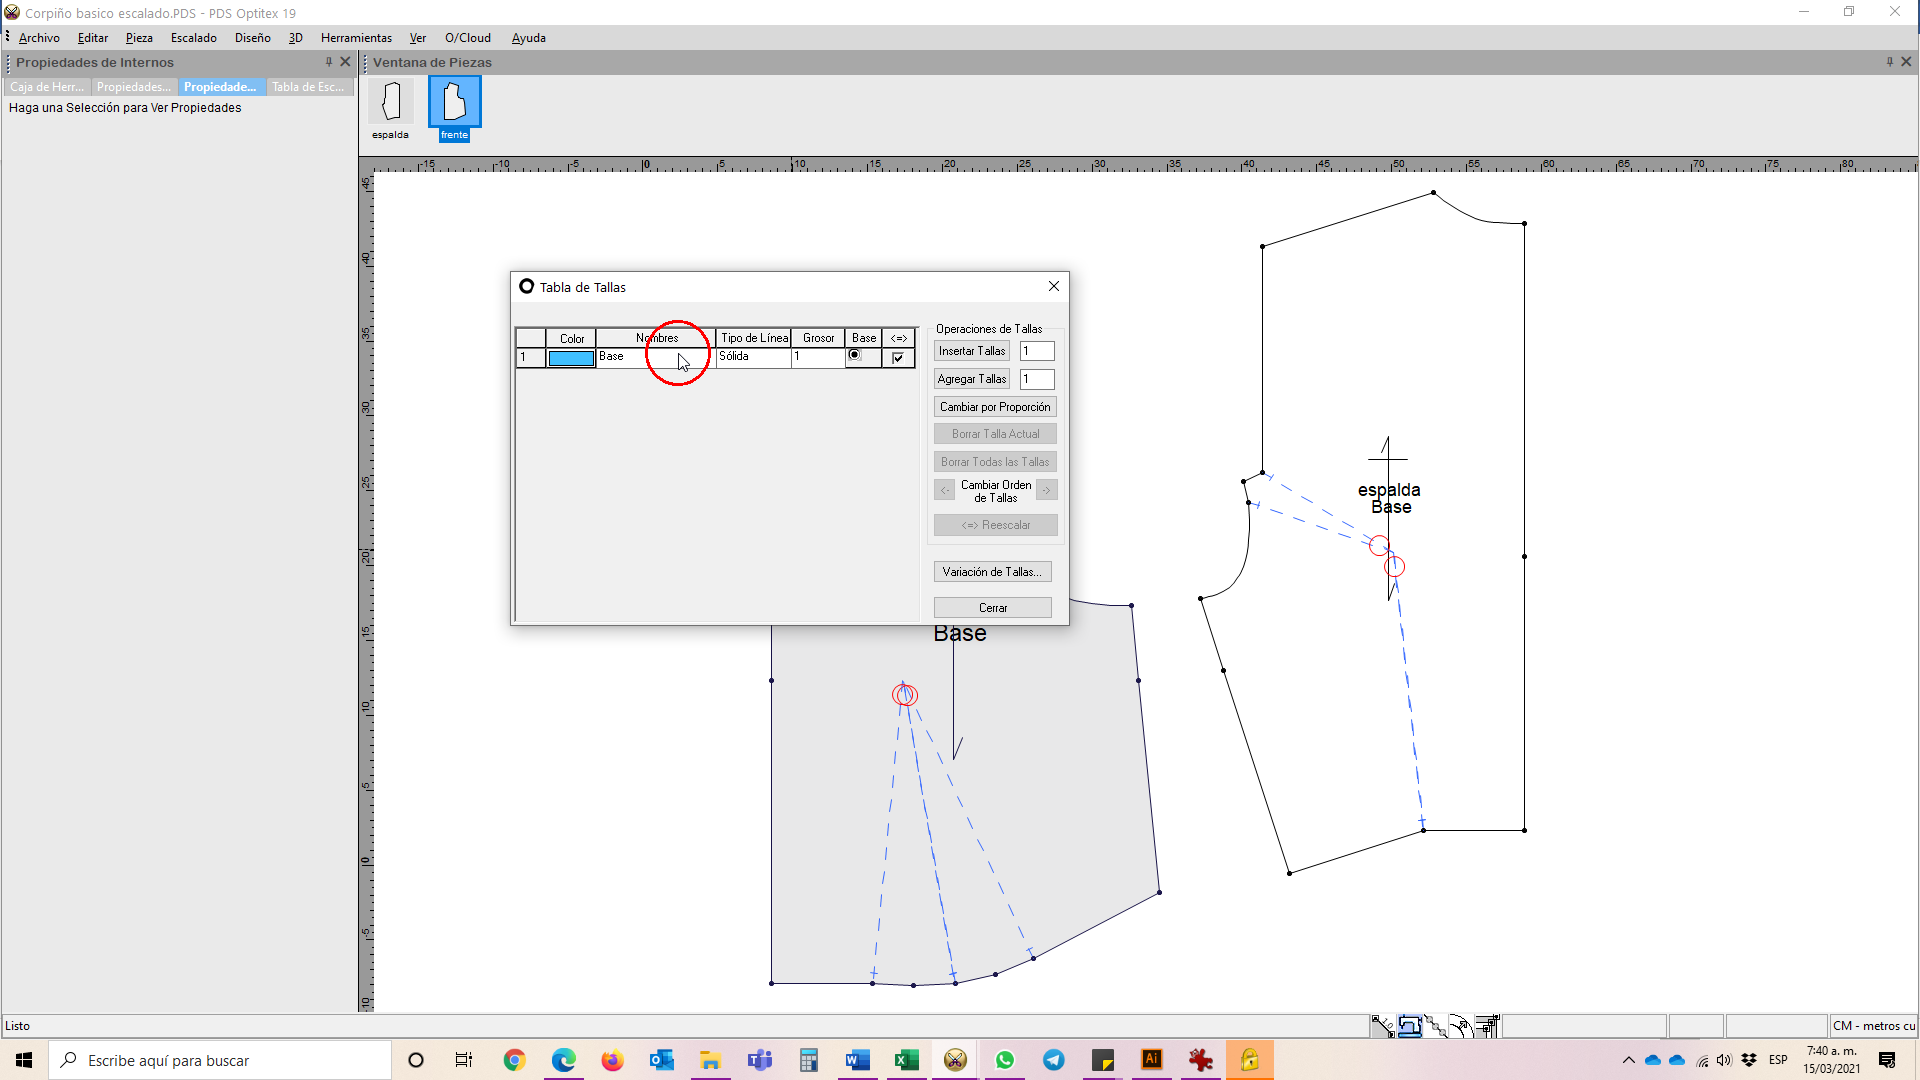 Corpiño basico escalado.PDS - PDS Optitex 19
Archivo Editar Pieza Escalado Diseño 3D Herramientas Ver O/Cloud Ayuda
Propiedades de Internos
Caja de Herr... Propiedades... Propiedade... Tabla de Esc...
Haga una Selección para Ver Propiedades
Ventana de Piezas
espalda
frente
-15 -10 -5 0 5 10 15 20 25 30 35 40 45 50 55 60 65 70 75 80
45
40
35
30
25
20
15
10
5
0
-5
-10
Tabla de Tallas
Color Nombres Tipo de Línea Grosor Base <=>
1 Base Sólida 1
Operaciones de Tallas
Insertar Tallas 1
Agregar Tallas 1
Cambiar por Proporción
Borrar Talla Actual
Borrar Todas las Tallas
<- Cambiar Orden de Tallas ->
<=> Reescalar
Variación de Tallas...
Cerrar
Base
espalda
Base
Listo
CM - metros cu
Escribe aquí para buscar
ESP
7:40 a. m.
15/03/2021